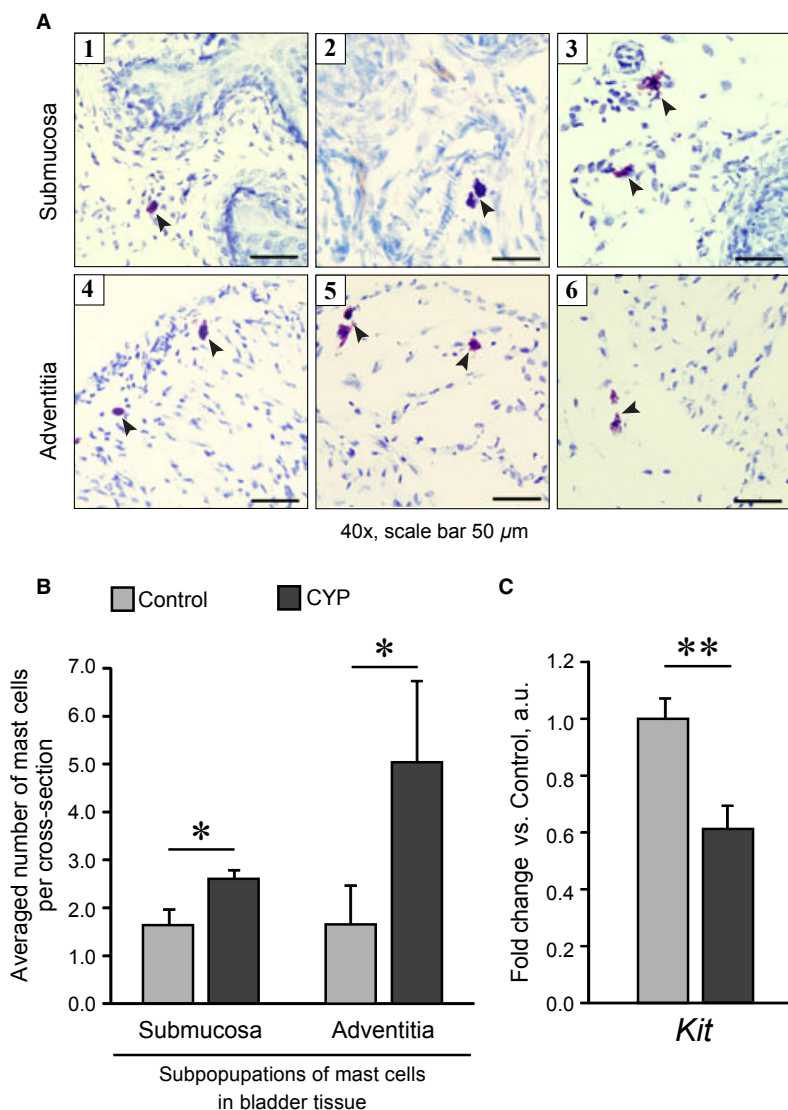 A
1
2
3
Submucosa
4
5
6
Adventitia
40x, scale bar 50 µm
B
Control
CYP
Averaged number of mast cells
per cross-section
7.0
6.0
5.0
4.0
3.0
2.0
1.0
0.0
*
*
Submucosa
Adventitia
Subpopupations of mast cells
in bladder tissue
C
Fold change vs. Control, a.u.
1.2
1.0
0.8
0.6
0.4
0.2
0.0
**
Kit